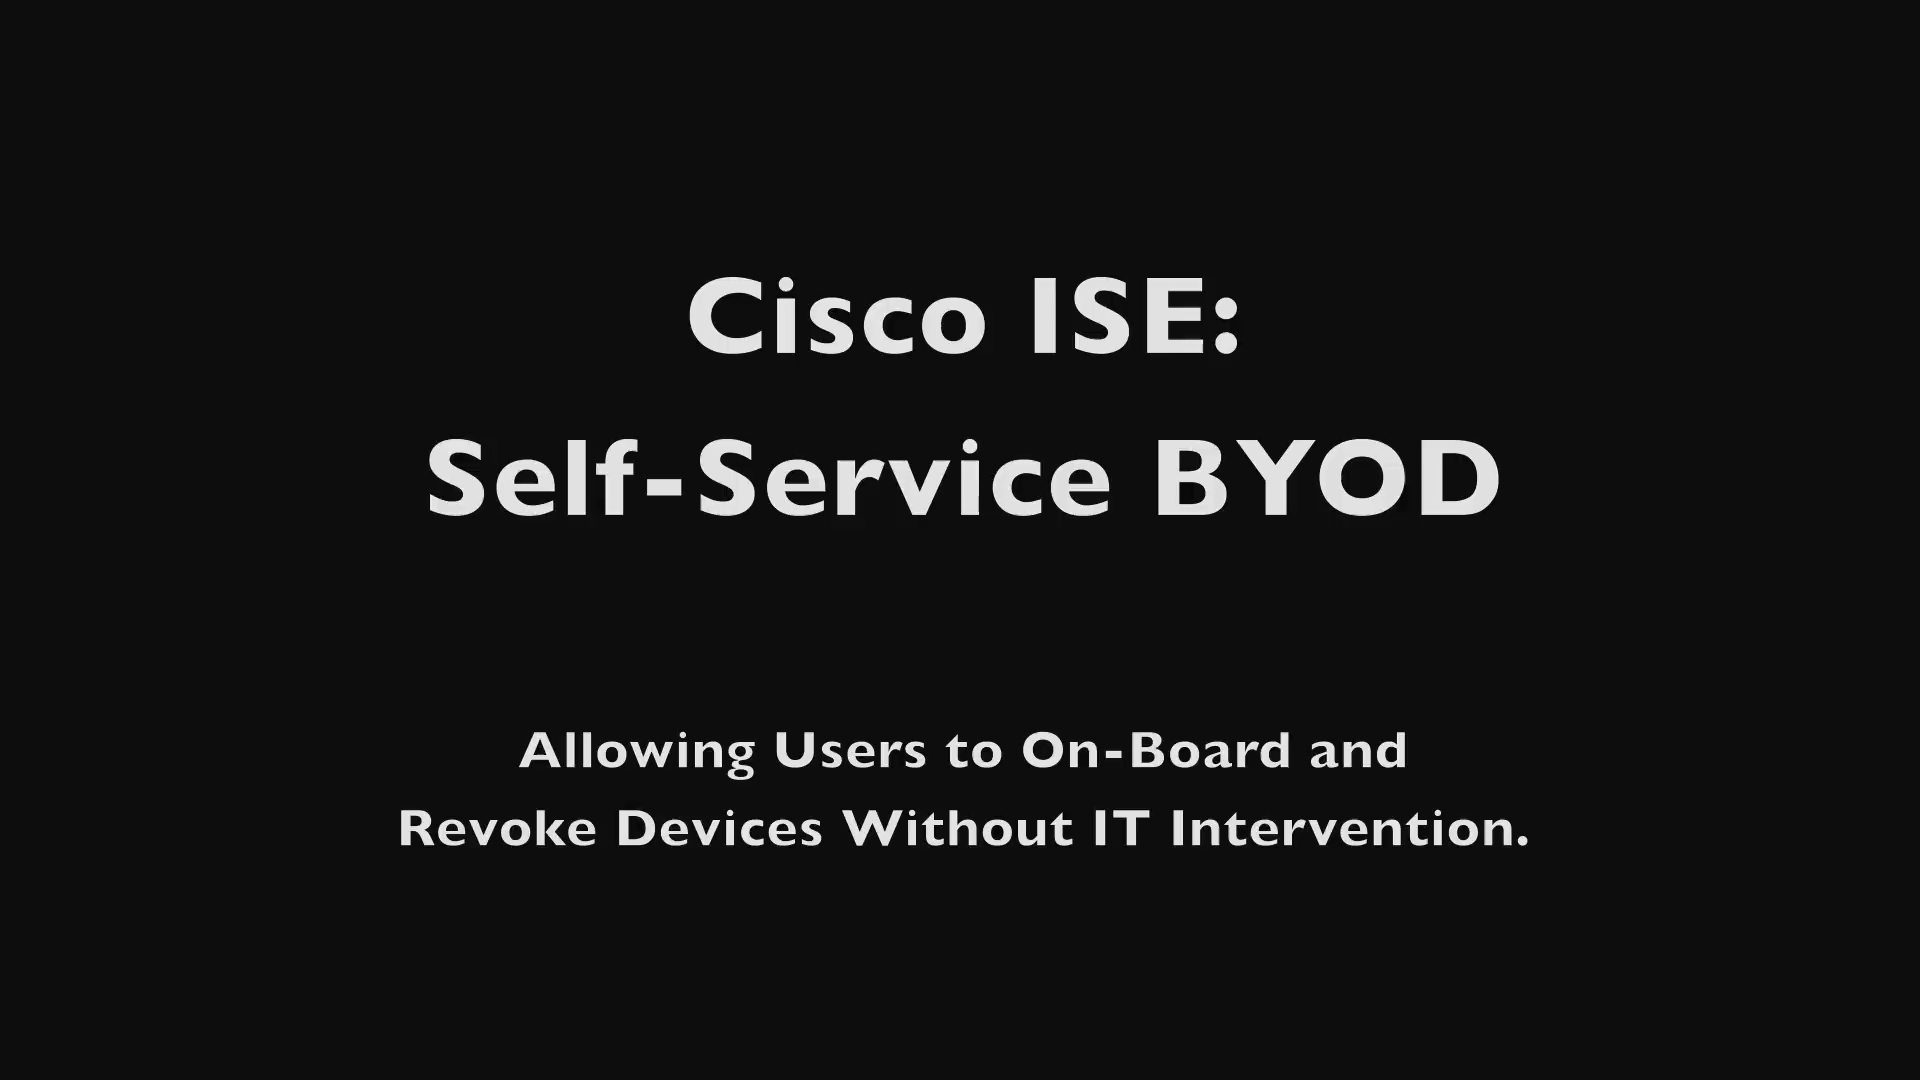 Cisco ISE:
Self-Service BYOD
Allowing Users to On-Board and
Revoke Devices Without IT Intervention.